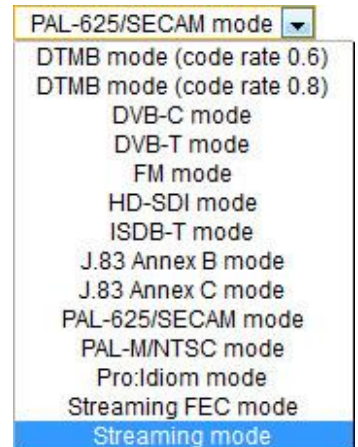 PAL-625/SECAM mode
DTMB mode (code rate 0.6)
DTMB mode (code rate 0.8)
DVB-C mode
DVB-T mode
FM mode
HD-SDI mode
ISDB-T mode
J.83 Annex B mode
J.83 Annex C mode
PAL-625/SECAM mode
PAL-M/NTSC mode
Pro:Idiom mode
Streaming FEC mode
Streaming mode